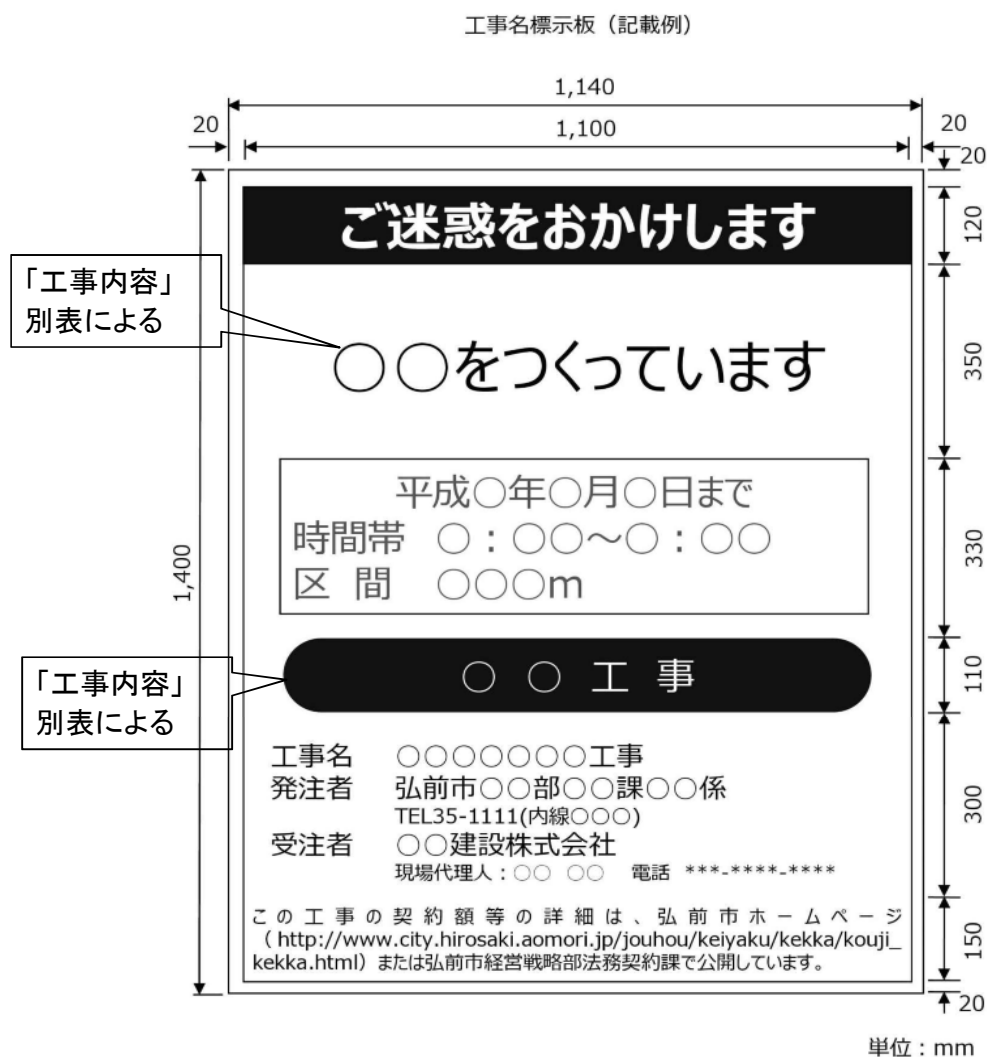 工事名標示板（記載例）
1,140
20
1,100
20
20
ご迷惑をおかけします
120
「工事内容」
別表による
○○をつくっています
350
平成○年○月○日まで
時間帯　○：○○～○：○○
区　間　○○○m
330
1,400
「工事内容」
別表による
○ ○ 工 事
110
工事名　○○○○○○○工事
発注者　弘前市○○部○○課○○係
TEL35-1111(内線○○○)
受注者　○○建設株式会社
現場代理人：○○ ○○　電話 ***-****-****
300
この工事の契約額等の詳細は、弘前市ホームページ
（http://www.city.hirosaki.aomori.jp/jouhou/keiyaku/kekka/kouji_
kekka.html）または弘前市経営戦略部法務契約課で公開しています。
150
20
単位：mm